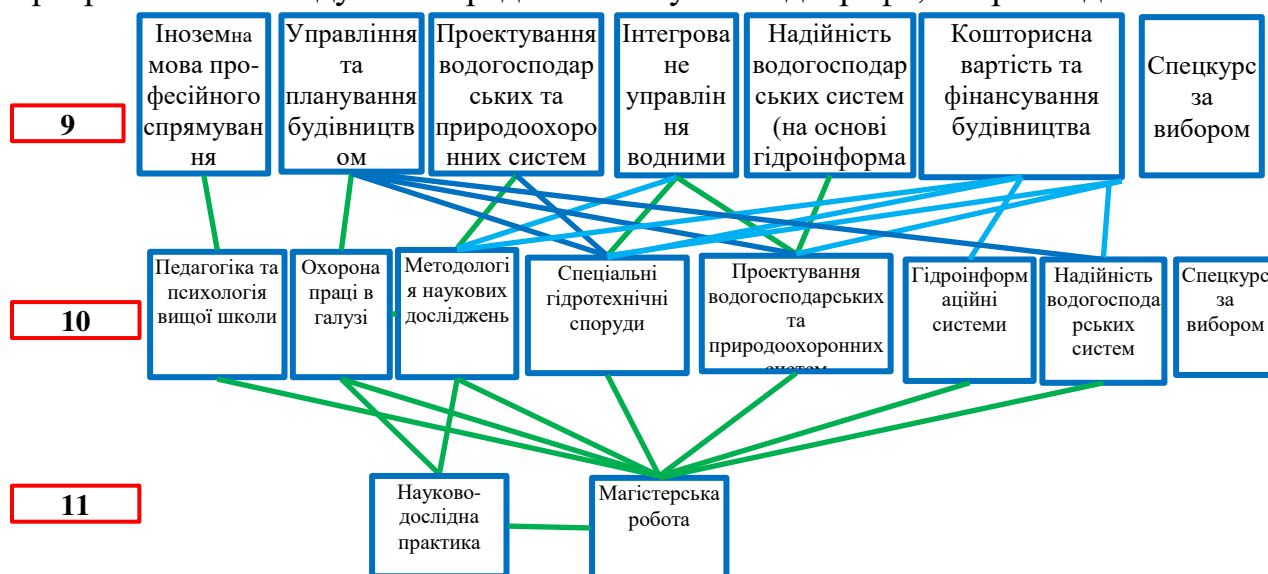 9
Іноземна
мова про-
фесійного
спрямуван
ня
Управління
та
планування
будівництв
ом
Проектування
водогосподар
ських та
природоохоро
нних систем
Інтегрова
не
управлін
ня
водними
Надійність
водогосподар
ських систем
(на основі
гідроінформа
Кошторисна
вартість та
фінансування
будівництва
Спецкурс
за
вибором
10
Педагогіка та
психологія
вищої школи
Охорона
праці в
галузі
Методологі
я наукових
досліджень
Спеціальні
гідротехнічні
споруди
Проектування
водогосподарських
та
природоохоронних
систем
Гідроінформ
аційні
системи
Надійність
водогоспода
рських
систем
Спецкурс
за
вибором
11
Науково-
дослідна
практика
Магістерська
робота